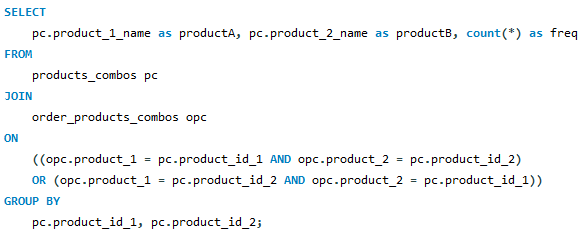 SELECT
    pc.product_1_name as productA, pc.product_2_name as productB, count(*) as freq
FROM
    products_combos pc
JOIN
    order_products_combos opc
ON
    ((opc.product_1 = pc.product_id_1 AND opc.product_2 = pc.product_id_2)
    OR (opc.product_1 = pc.product_id_2 AND opc.product_2 = pc.product_id_1))
GROUP BY
    pc.product_id_1, pc.product_id_2;